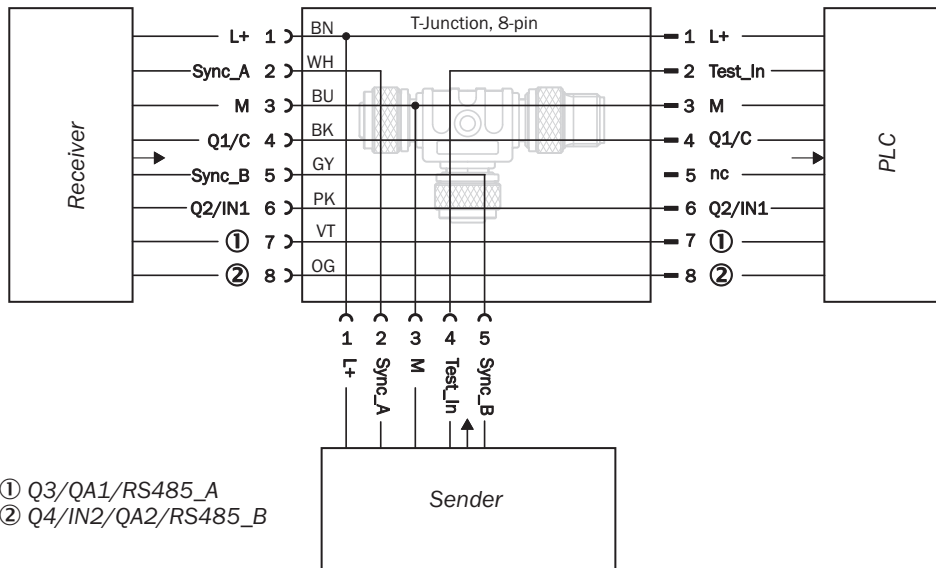 T-Junction, 8-pin
Receiver
PLC
L+ 1 BN 1 L+
Sync_A 2 WH 2 Test_In
M 3 BU 3 M
Q1/C 4 BK 4 Q1/C
Sync_B 5 GY 5 nc
Q2/IN1 6 PK 6 Q2/IN1
① 7 VT 7 ①
② 8 OG 8 ②
1 2 3 4 5
L+ Sync_A M Test_In Sync_B
Sender
① Q3/QA1/RS485_A
② Q4/IN2/QA2/RS485_B